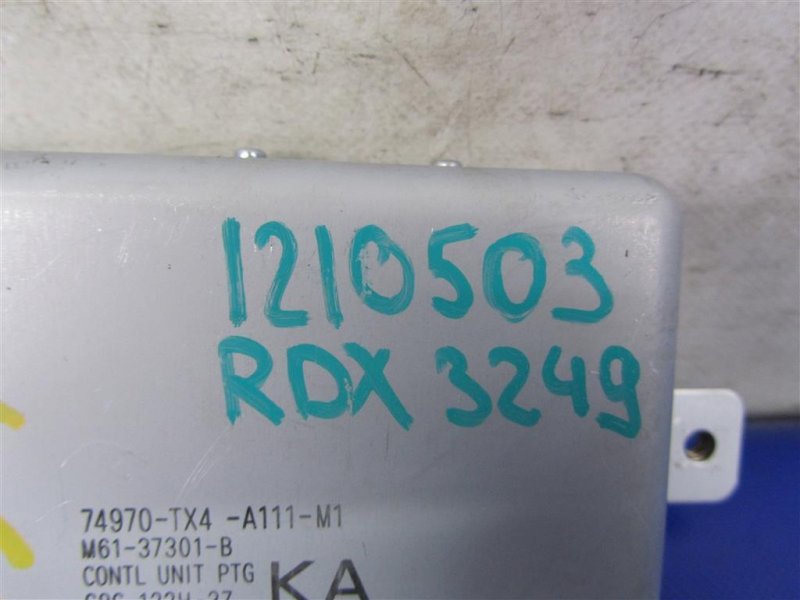 1210503
RDX 3249
74970-TX4 -A111-M1
M61-37301-B
CONTL UNIT PTG KA